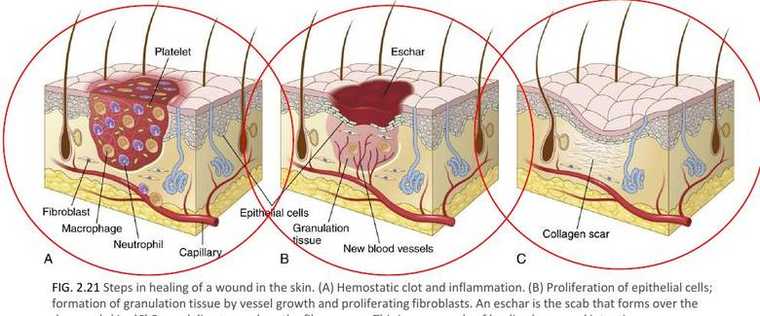 Platelet
Eschar
Fibroblast
Macrophage
Neutrophil
Capillary
Epithelial cells
Granulation
tissue
New blood vessels
Collagen scar
A
B
C
FIG. 2.21 Steps in healing of a wound in the skin. (A) Hemostatic clot and inflammation. (B) Proliferation of epithelial cells;
formation of granulation tissue by vessel growth and proliferating fibroblasts. An eschar is the scab that forms over the